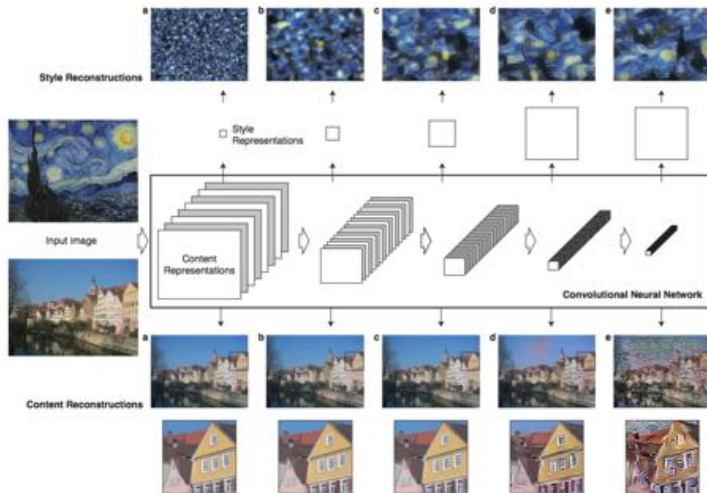 a b c d e
Style Reconstructions
Style
Representations
Input image
Content
Representations
Convolutional Neural Network
a b c d e
Content Reconstructions